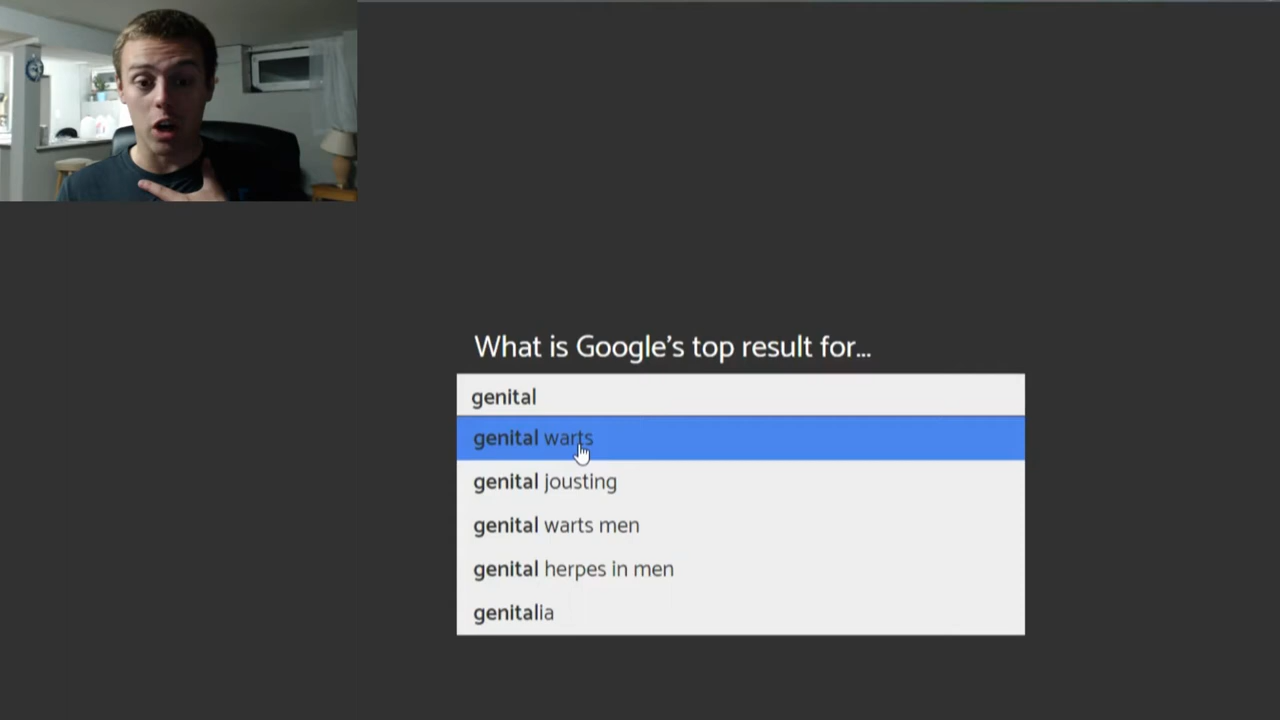 What is Google's top result for...
genital
genital warts
genital jousting
genital warts men
genital herpes in men
genitalia